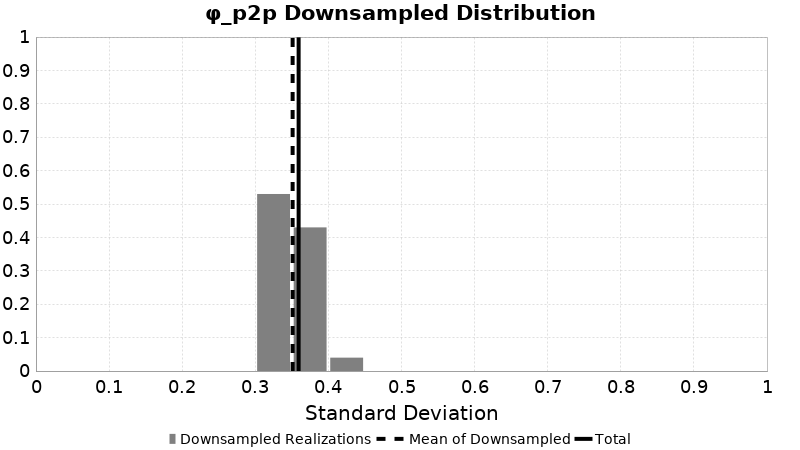 φ_p2p Downsampled Distribution
1
0.9
0.8
0.7
0.6
0.5
0.4
0.3
0.2
0.1
0
0 0.1 0.2 0.3 0.4 0.5 0.6 0.7 0.8 0.9 1
Standard Deviation
Downsampled Realizations Mean of Downsampled Total